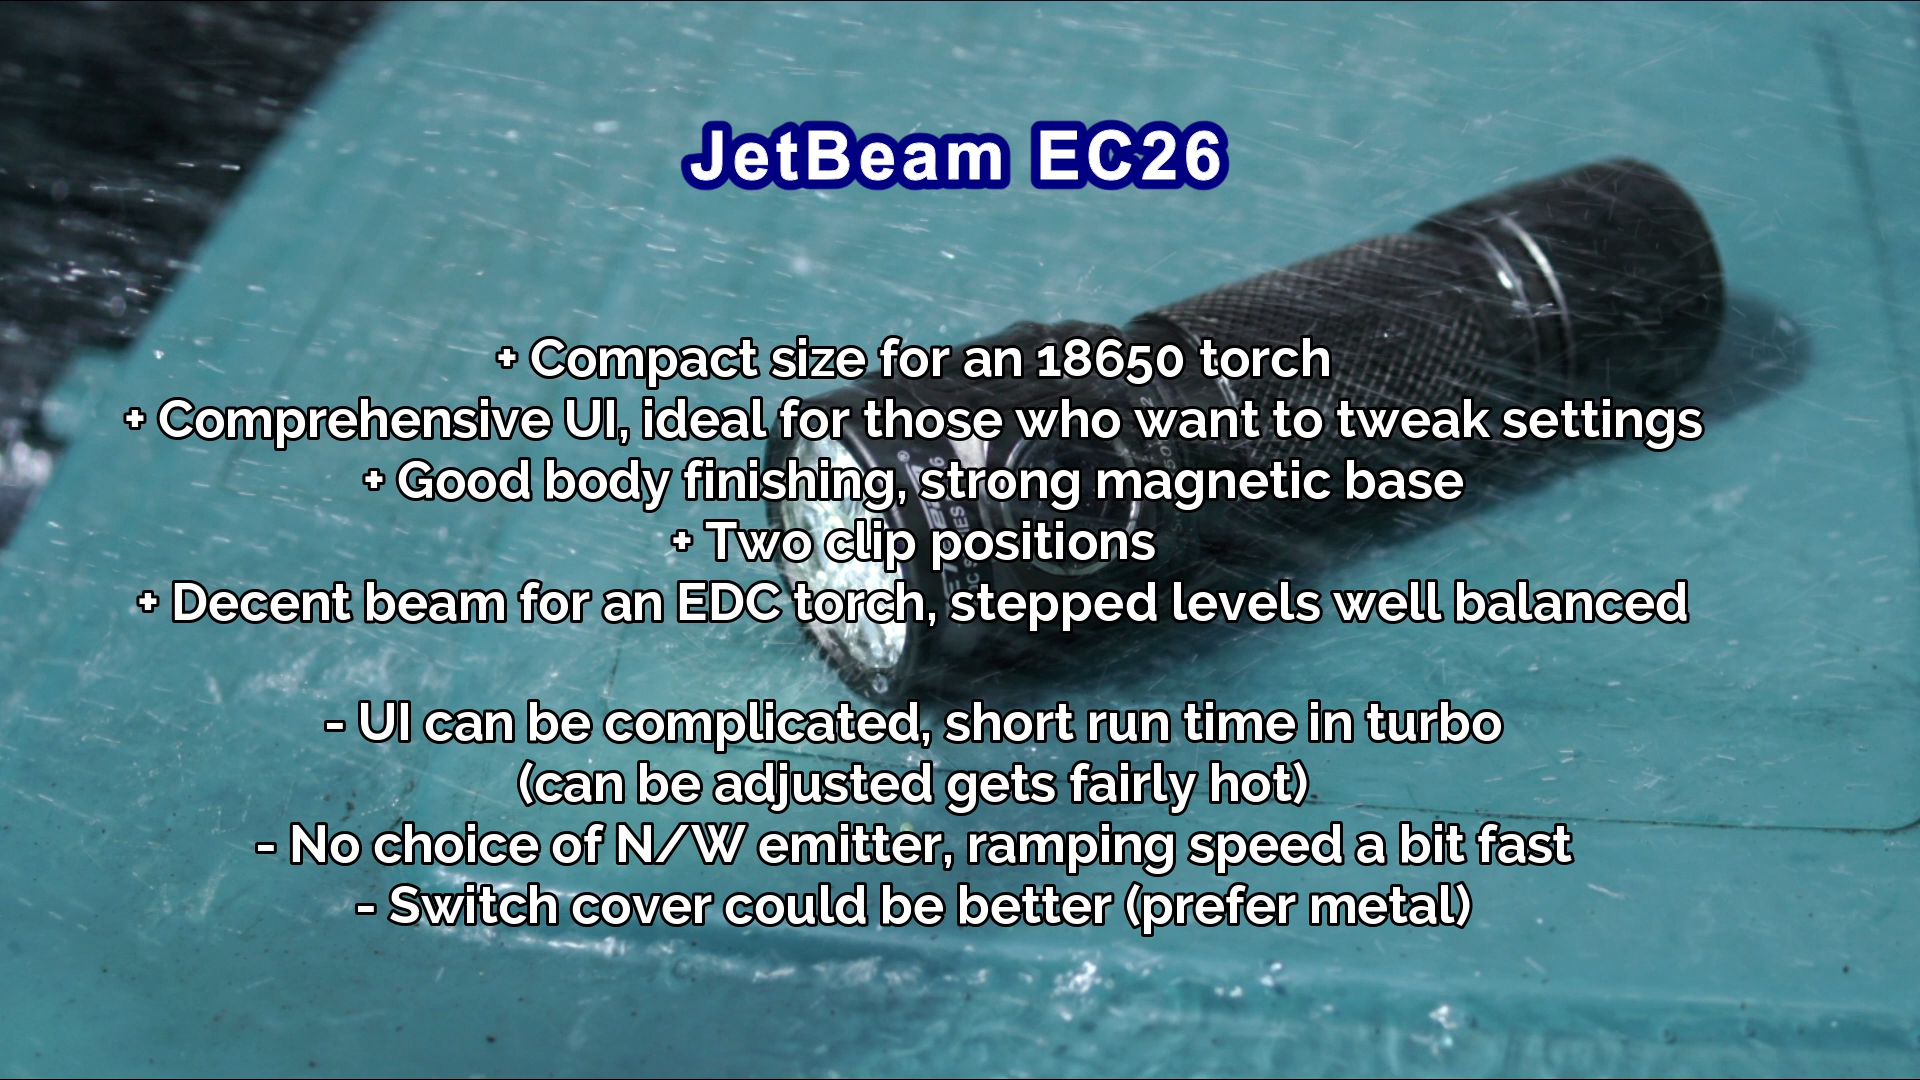 JetBeam EC26
+ Compact size for an 18650 torch
+ Comprehensive UI, ideal for those who want to tweak settings
+ Good body finishing, strong magnetic base
+ Two clip positions
+ Decent beam for an EDC torch, stepped levels well balanced
- UI can be complicated, short run time in turbo
(can be adjusted gets fairly hot)
- No choice of N/W emitter, ramping speed a bit fast
- Switch cover could be better (prefer metal)